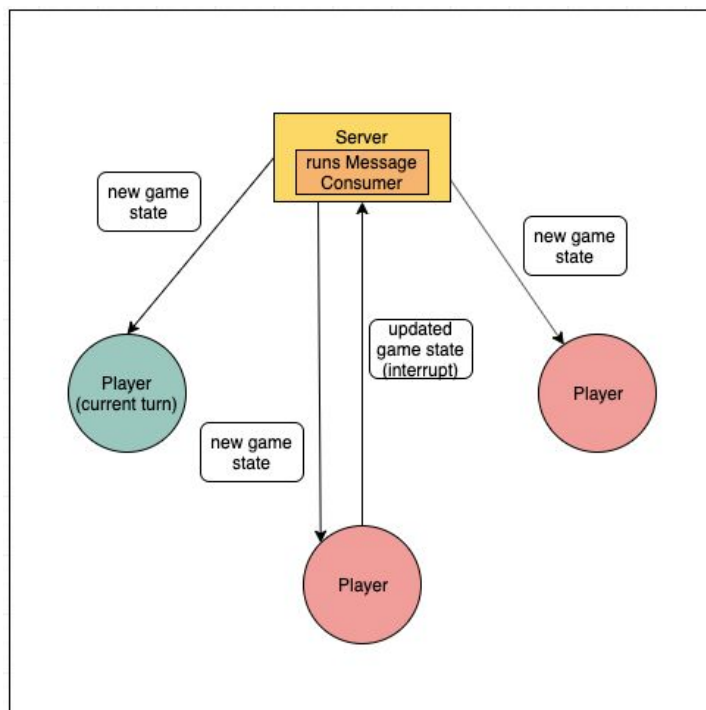 Server
runs Message
Consumer
new game
state
new game
state
updated
game state
(interrupt)
Player
(current turn)
Player
new game
state
Player